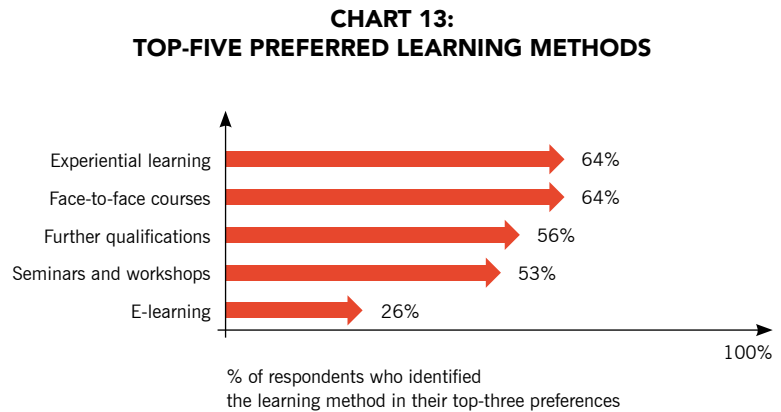 CHART 13:
TOP-FIVE PREFERRED LEARNING METHODS
Experiential learning 64%
Face-to-face courses 64%
Further qualifications 56%
Seminars and workshops 53%
E-learning 26%
100%
% of respondents who identified
the learning method in their top-three preferences